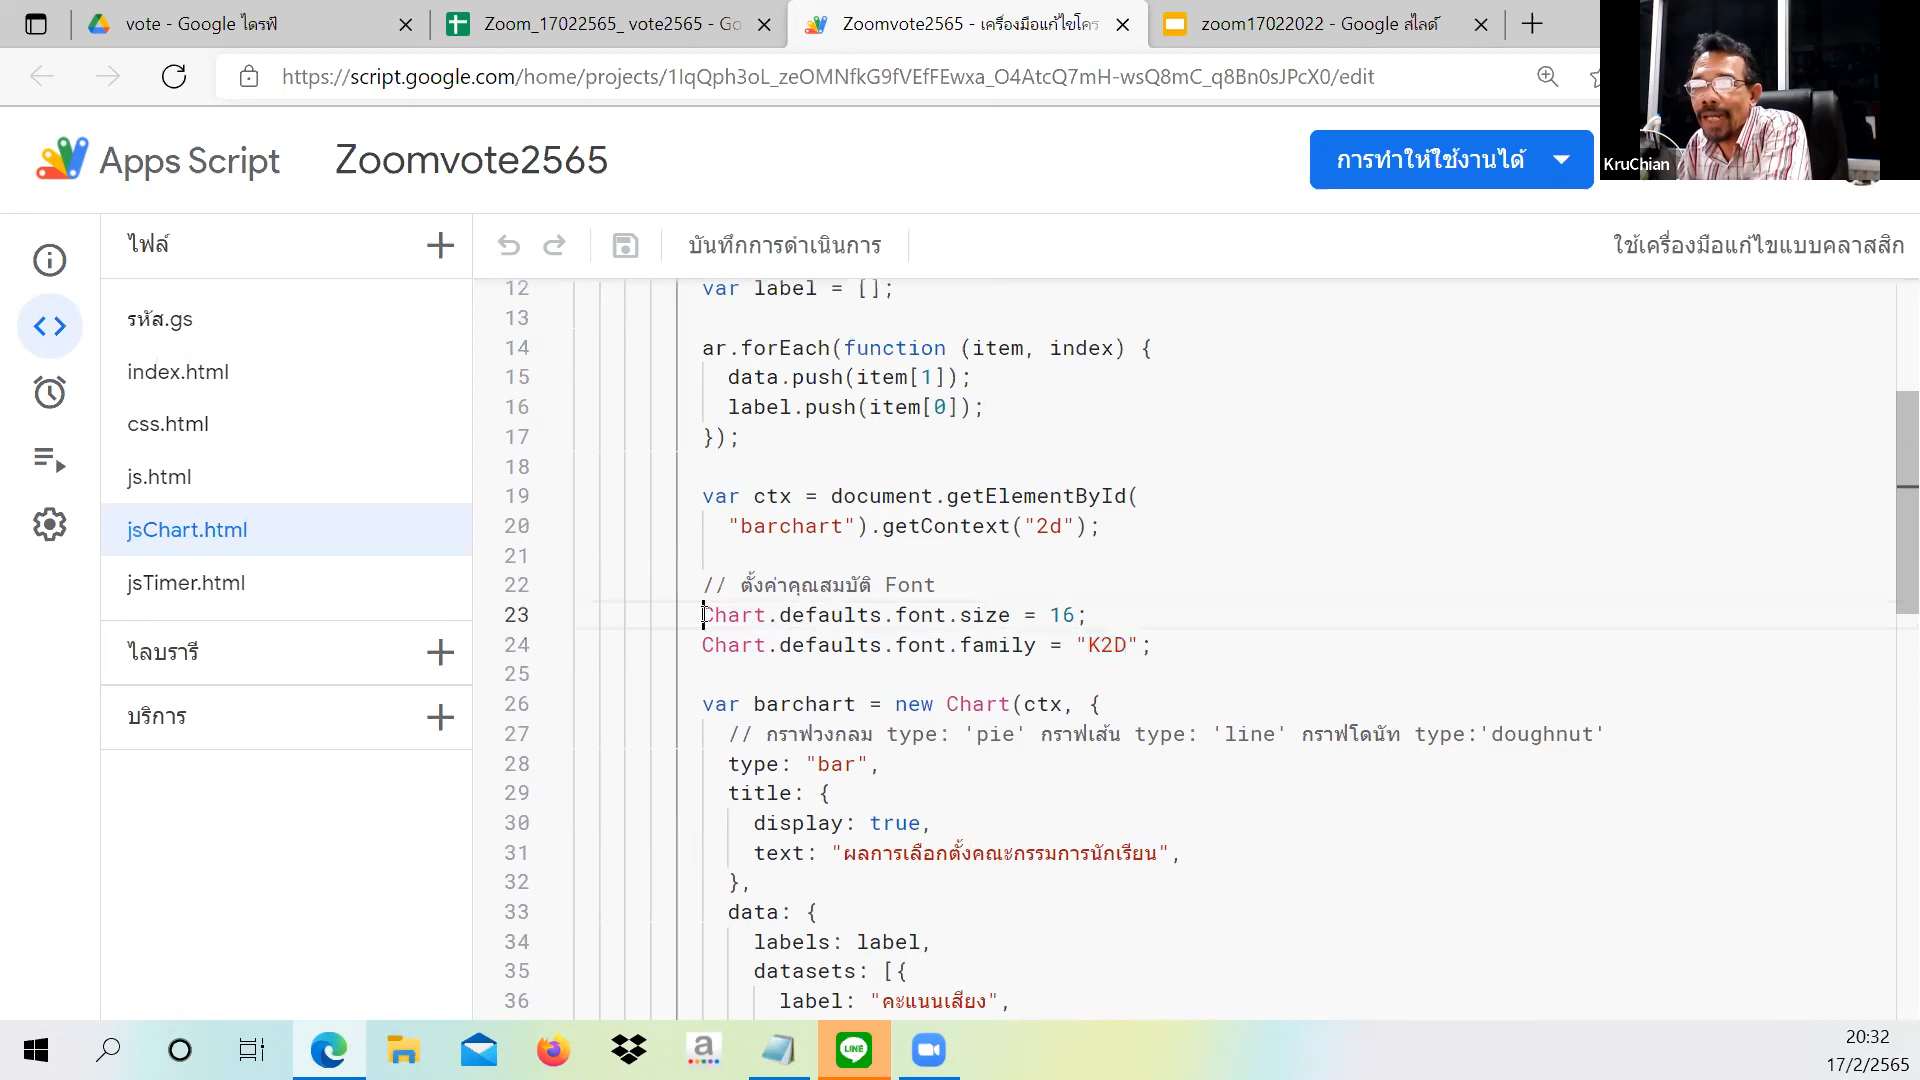 vote - Google ไดรฟ์
Zoom_17022565_ vote2565 - Go
Zoomvote2565 - เครื่องมือแก้ไขโคร
zoom17022022 - Google สไลด์
https://script.google.com/home/projects/1IqQph3oL_zeOMNfkG9fVEfFEwxa_O4AtcQ7mH-wsQ8mC_q8Bn0sJPcX0/edit
Apps Script
Zoomvote2565
การทำให้ใช้งานได้
KruChian
ไฟล์
บันทึกการดำเนินการ
ใช้เครื่องมือแก้ไขแบบคลาสสิก
รหัส.gs
index.html
css.html
js.html
jsChart.html
jsTimer.html
ไลบรารี
บริการ
12 var label = [];
13
14 ar.forEach(function (item, index) {
15 data.push(item[1]);
16 label.push(item[0]);
17 });
18
19 var ctx = document.getElementById(
20 "barchart").getContext("2d");
21
22 // ตั้งค่าคุณสมบัติ Font
23 Chart.defaults.font.size = 16;
24 Chart.defaults.font.family = "K2D";
25
26 var barchart = new Chart(ctx, {
27 // กราฟวงกลม type: 'pie' กราฟเส้น type: 'line' กราฟโดนัท type:'doughnut'
28 type: "bar",
29 title: {
30 display: true,
31 text: "ผลการเลือกตั้งคณะกรรมการนักเรียน",
32 },
33 data: {
34 labels: label,
35 datasets: [{
36 label: "คะแนนเสียง",
a
LINE
20:32
17/2/2565